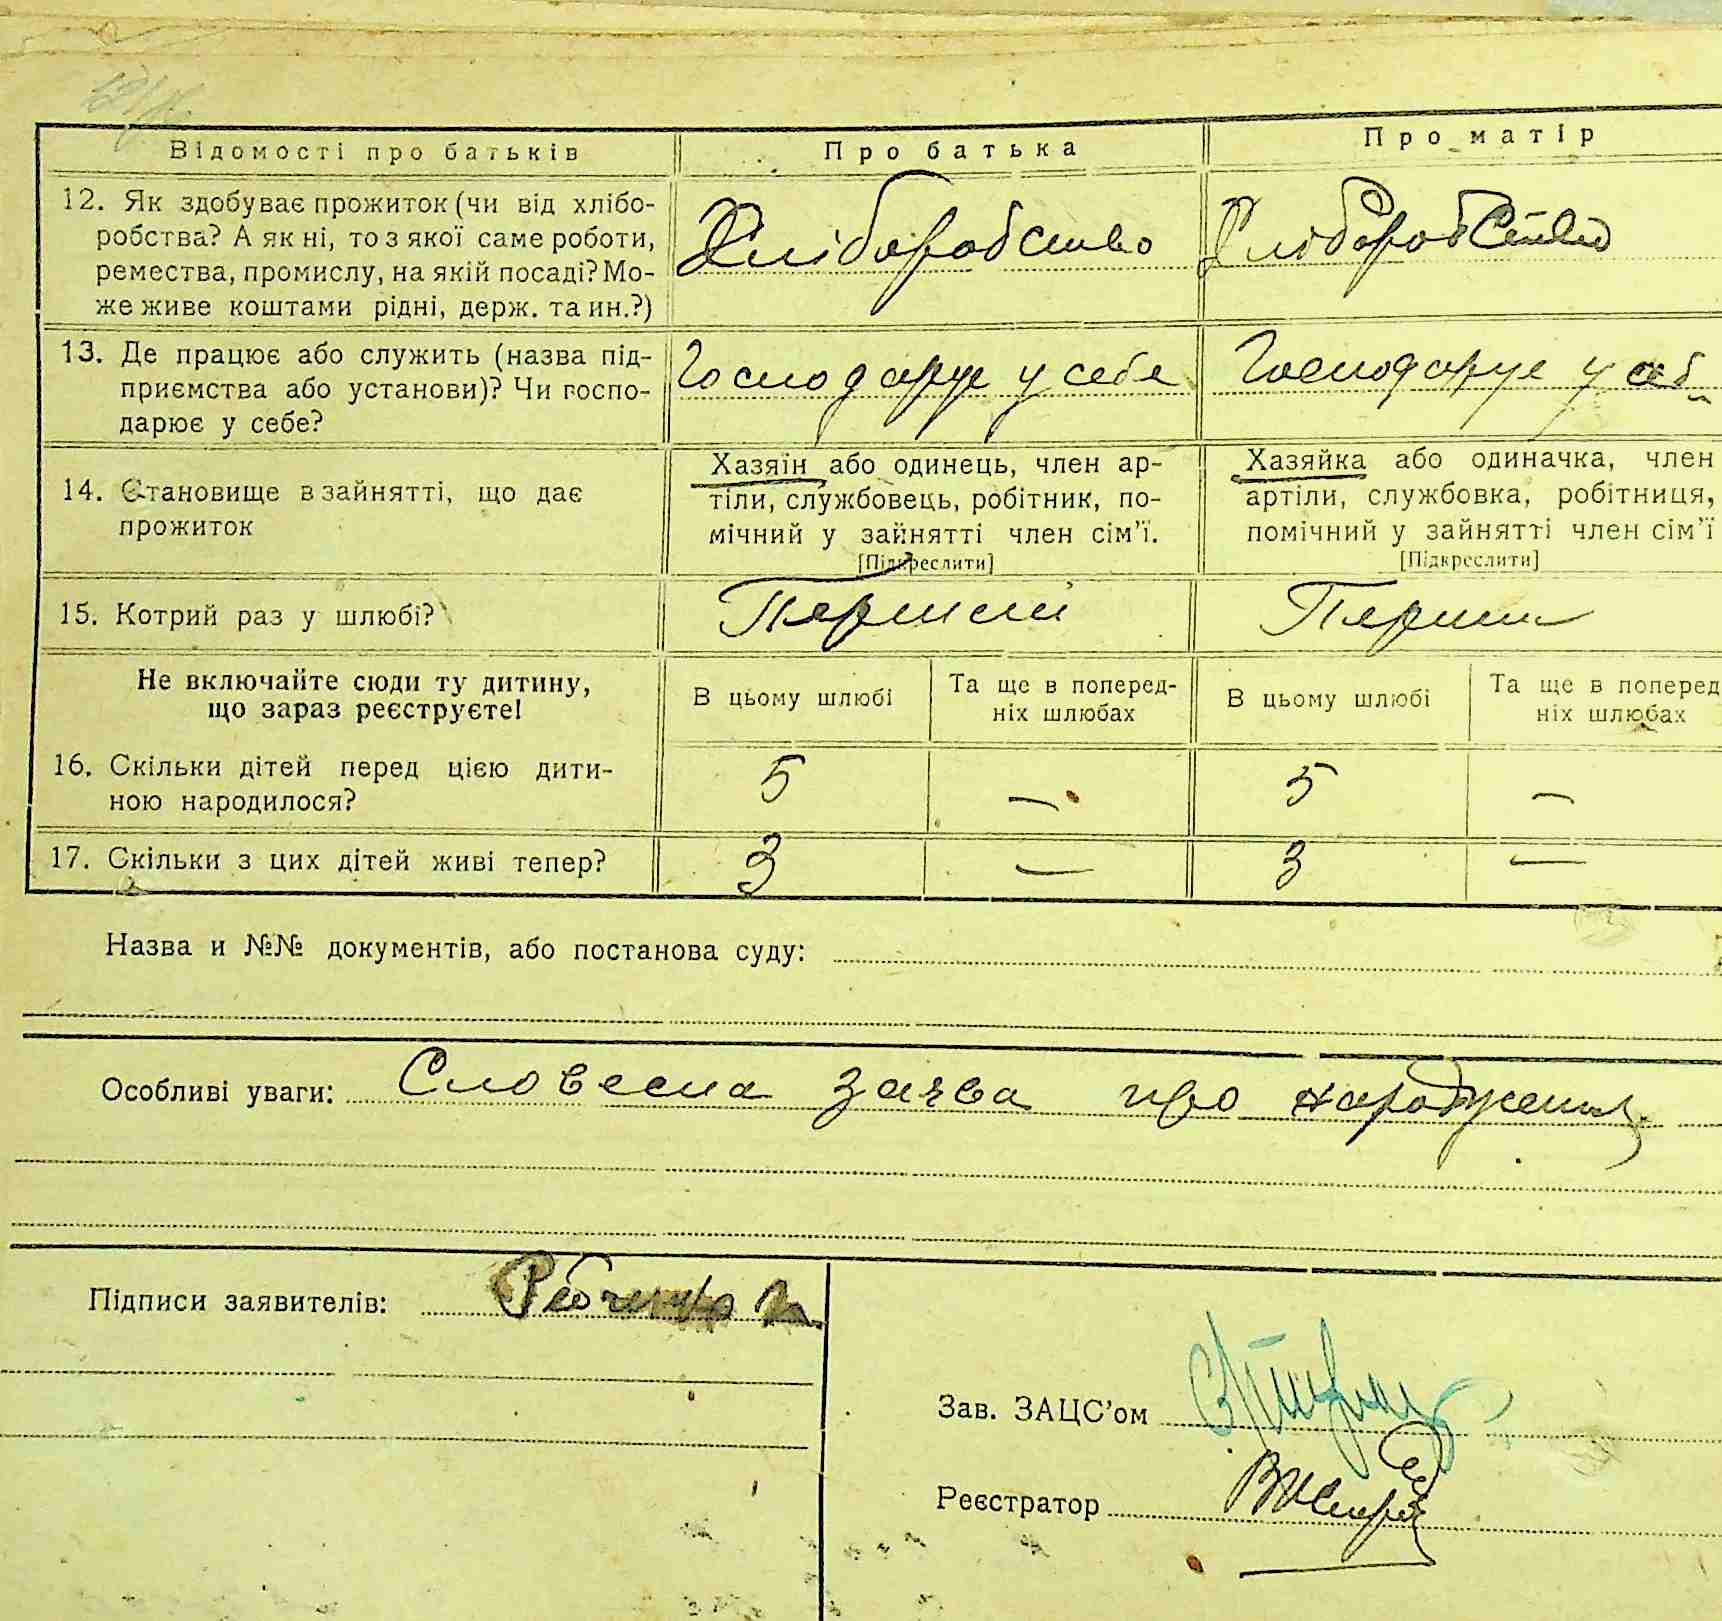 Відомості про батьків Про батька Про матір
12. Як здобуває прожиток (чи від хлібо-
робства? А як ні, то з якої саме роботи,
ремества, промислу, на якій посаді? Мо-
же живе коштами рідні, держ. та ин.?)
Хліборобство Хліборобство
13. Де працює або служить (назва під-
приємства або установи)? Чи госпо-
дарює у себе?
Господарує у себе Господарує у себ
14. Становище в зайнятті, що дає
прожиток
Хазяїн або одинець, член ар-
тіли, службовець, робітник, по-
мічний у зайнятті член сім'ї.
[Підкреслити]
Хазяйка або одиначка, член
артіли, службовка, робітниця,
помічний у зайнятті член сім'ї
[Підкреслити]
15. Котрий раз у шлюбі? Перший Перший
Не включайте сюди ту дитину,
що зараз реєструєте!
В цьому шлюбі
Та ще в поперед-
ніх шлюбах
В цьому шлюбі
Та ще в поперед
ніх шлюбах
16. Скільки дітей перед цією дити-
ною народилося?
5 — 5 —
17. Скільки з цих дітей живі тепер? 3 — 3 —
Назва и №№ документів, або постанова суду:
Особливі уваги: Словесна заява про народження
Підписи заявителів:
Зав. ЗАЦС'ом
Реєстратор